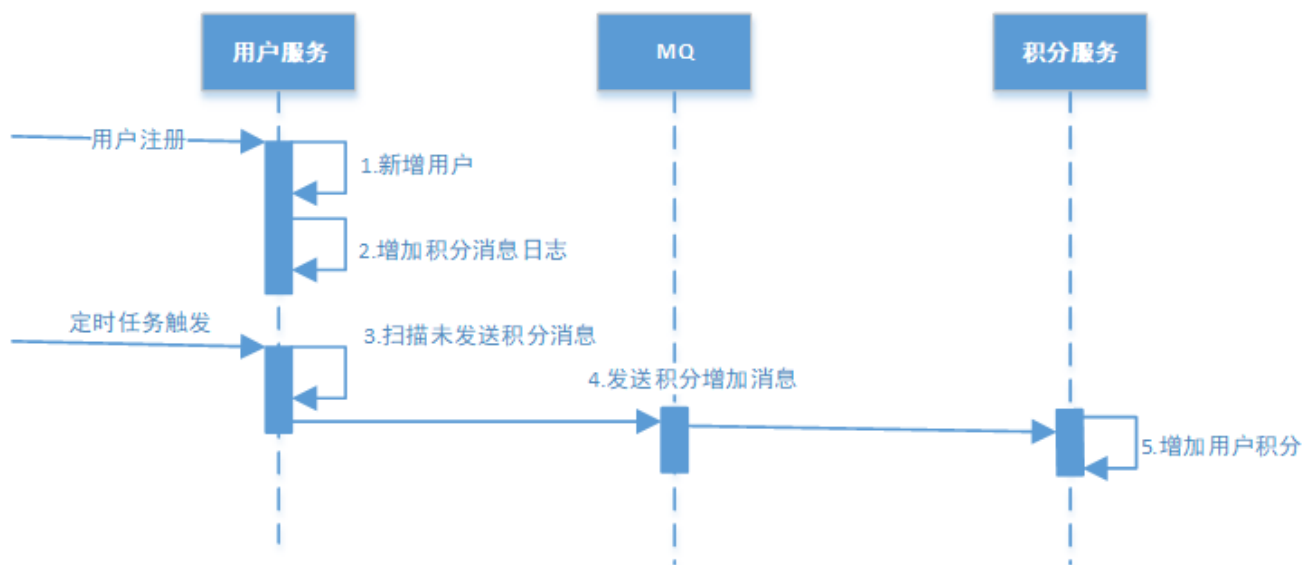 用户服务
MQ
积分服务
用户注册
1.新增用户
2.增加积分消息日志
定时任务触发
3.扫描未发送积分消息
4.发送积分增加消息
5.增加用户积分